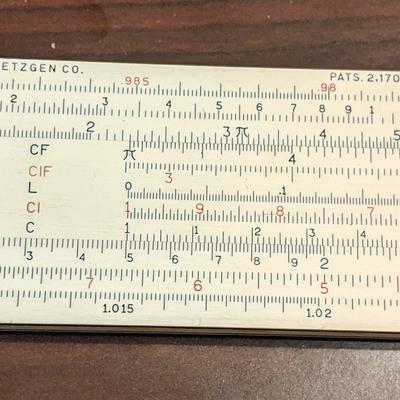 ETZGEN CO.
.985
.98
PATS. 2,170
2 3 4 5 6 7 8 9 1
2 3 π 4 5
CF π 4
CIF 3
L 0 .1
CI 1 9 8 7
C 1 1 2 3 4
3 4 5 6 7 8 9 2
7 6 5
1.015 1.02